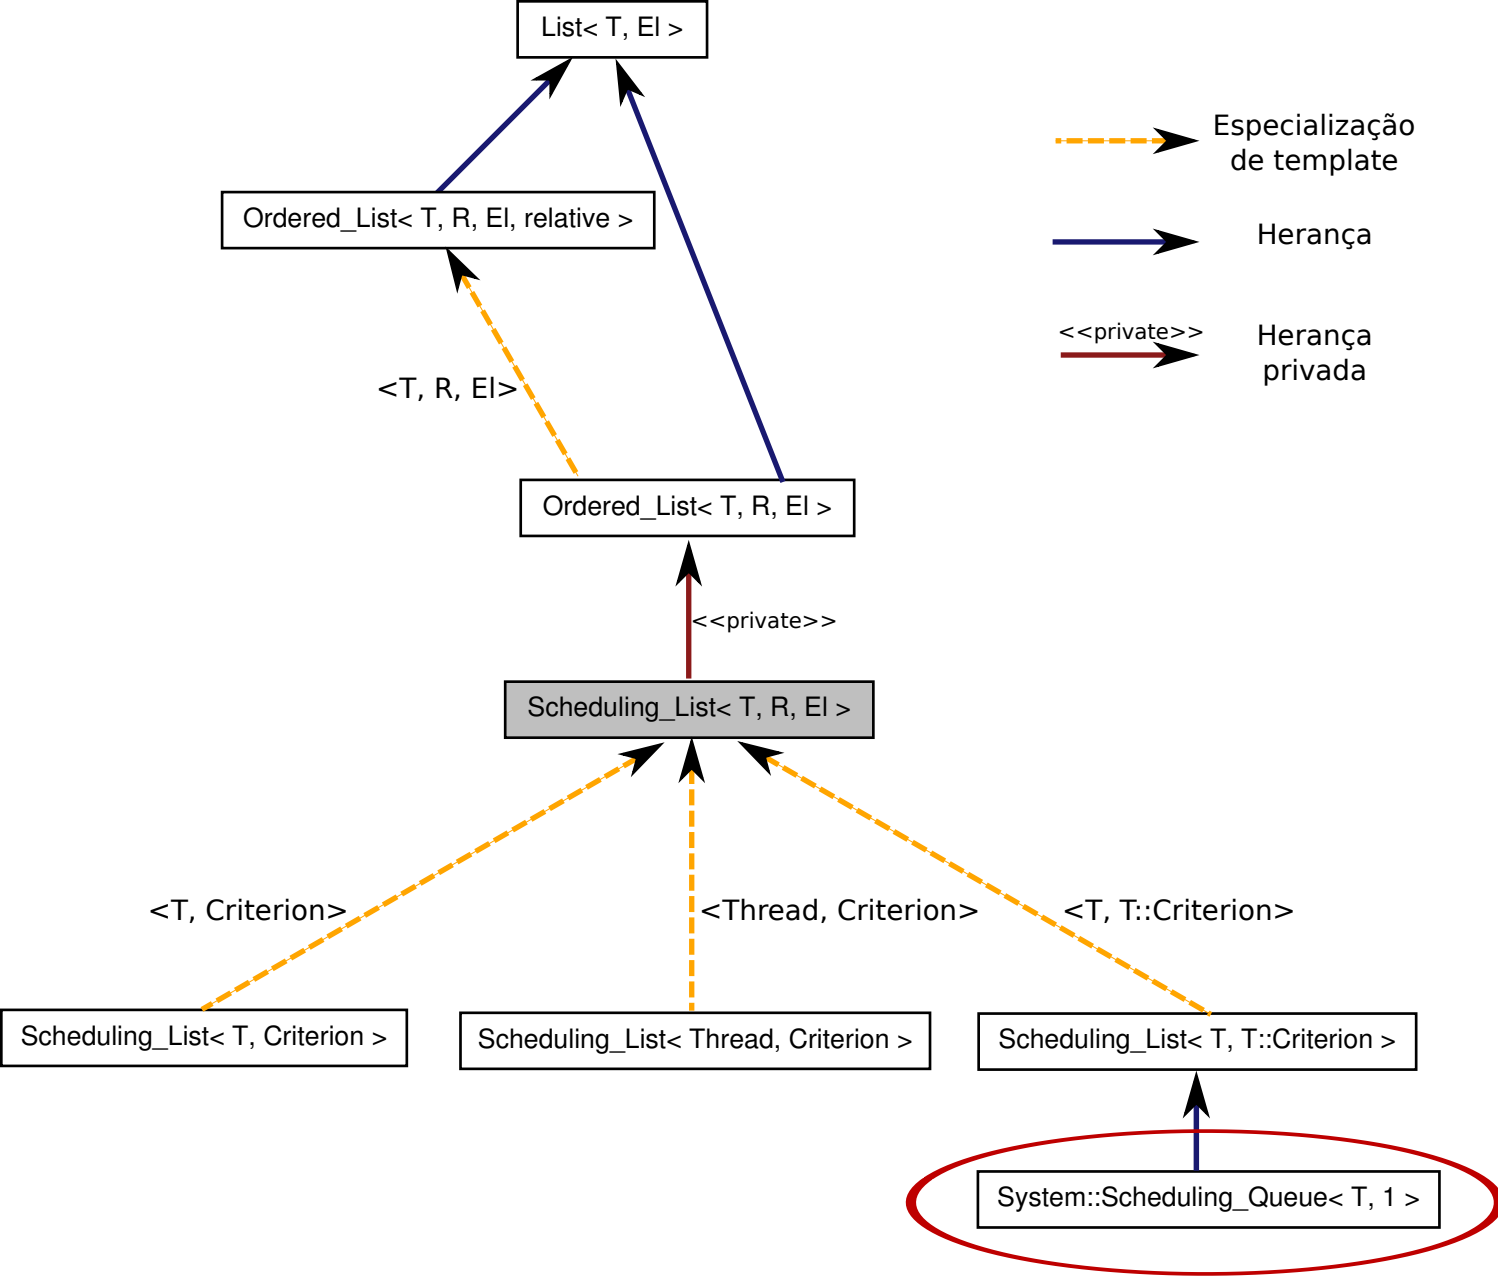 List< T, El >
Especialização
de template
Ordered_List< T, R, El, relative >
Herança
<<private>>
Herança
privada
<T, R, El>
Ordered_List< T, R, El >
<<private>>
Scheduling_List< T, R, El >
<T, Criterion>
<Thread, Criterion>
<T, T::Criterion>
Scheduling_List< T, Criterion >
Scheduling_List< Thread, Criterion >
Scheduling_List< T, T::Criterion >
System::Scheduling_Queue< T, 1 >